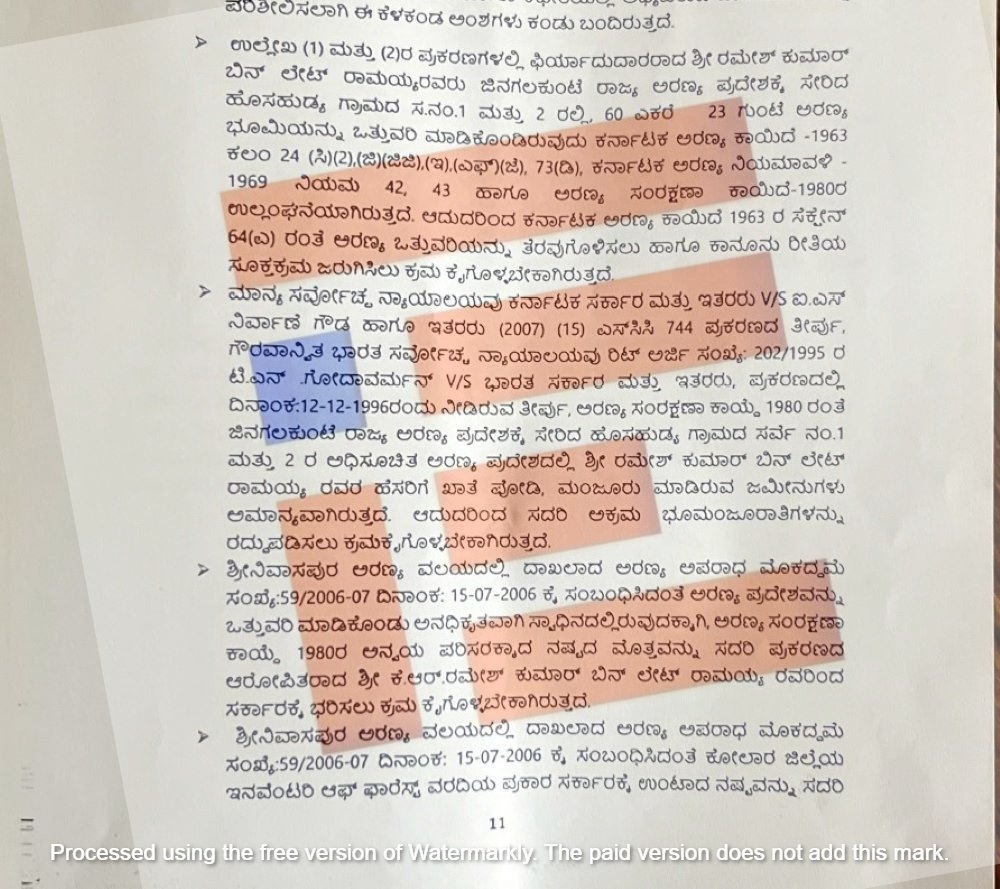 ಪರಿಶೀಲಿಸಲಾಗಿ ಈ ಕೆಳಕಂಡ ಅಂಶಗಳು ಕಂಡು ಬಂದಿರುತ್ತದೆ.
➤ ಉಲ್ಲೇಖ (1) ಮತ್ತು (2)ರ ಪ್ರಕರಣಗಳಲ್ಲಿ ಫಿರ್ಯಾದುದಾರರಾದ ಶ್ರೀ ರಮೇಶ್ ಕುಮಾರ್
ಬಿನ್ ಲೇಟ್ ರಾಮಯ್ಯರವರು ಜಿನಗಲಕುಂಟೆ ರಾಜ್ಯ ಅರಣ್ಯ ಪ್ರದೇಶಕ್ಕೆ ಸೇರಿದ
ಹೊಸಹುಡ್ಯ ಗ್ರಾಮದ ಸ.ನಂ.1 ಮತ್ತು 2 ರಲ್ಲಿ 60 ಎಕರೆ 23 ಗುಂಟೆ ಅರಣ್ಯ
ಭೂಮಿಯನ್ನು ಒತ್ತುವರಿ ಮಾಡಿಕೊಂಡಿರುವುದು ಕರ್ನಾಟಕ ಅರಣ್ಯ ಕಾಯಿದೆ -1963
ಕಲಂ 24 (ಸಿ)(2),(ಜಿ)(ಜಿಜಿ),(ಇ),(ಎಫ್)(ಜೆ), 73(ಡಿ), ಕರ್ನಾಟಕ ಅರಣ್ಯ ನಿಯಮಾವಳಿ -
1969 ನಿಯಮ 42, 43 ಹಾಗೂ ಅರಣ್ಯ ಸಂರಕ್ಷಣಾ ಕಾಯಿದೆ-1980ರ
ಉಲ್ಲಂಘನೆಯಾಗಿರುತ್ತದೆ. ಆದುದರಿಂದ ಕರ್ನಾಟಕ ಅರಣ್ಯ ಕಾಯಿದೆ 1963 ರ ಸೆಕ್ಷೇನ್
64(ಎ) ರಂತೆ ಅರಣ್ಯ ಒತ್ತುವರಿಯನ್ನು ತೆರವುಗೊಳಿಸಲು ಹಾಗೂ ಕಾನೂನು ರೀತಿಯ
ಸೂಕ್ತಕ್ರಮ ಜರುಗಿಸಿಲು ಕ್ರಮ ಕೈಗೊಳ್ಳಬೇಕಾಗಿರುತ್ತದೆ.
➤ ಮಾನ್ಯ ಸರ್ವೋಚ್ಛ ನ್ಯಾಯಾಲಯವು ಕರ್ನಾಟಕ ಸರ್ಕಾರ ಮತ್ತು ಇತರರು V/S ಐ.ಎಸ್
ನಿರ್ವಾಣೆ ಗೌಡ ಹಾಗೂ ಇತರರು (2007) (15) ಎಸ್‌ಸಿಸಿ 744 ಪ್ರಕರಣದ ತೀರ್ಪು,
ಗೌರವಾನ್ವಿತ ಭಾರತ ಸರ್ವೋಚ್ಛ ನ್ಯಾಯಾಲಯವು ರಿಟ್ ಅರ್ಜಿ ಸಂಖ್ಯೆ: 202/1995 ರ
ಟಿ.ಎನ್ .ಗೋದಾವರ್ಮನ್ V/S ಭಾರತ ಸರ್ಕಾರ ಮತ್ತು ಇತರರು, ಪ್ರಕರಣದಲ್ಲಿ
ದಿನಾಂಕ:12-12-1996ರಂದು ನೀಡಿರುವ ತೀರ್ಪು, ಅರಣ್ಯ ಸಂರಕ್ಷಣಾ ಕಾಯ್ದೆ 1980 ರಂತೆ
ಜಿನಗಲಕುಂಟೆ ರಾಜ್ಯ ಅರಣ್ಯ ಪ್ರದೇಶಕ್ಕೆ ಸೇರಿದ ಹೊಸಹುಡ್ಯ ಗ್ರಾಮದ ಸರ್ವೆ ನಂ.1
ಮತ್ತು 2 ರ ಅಧಿಸೂಚಿತ ಅರಣ್ಯ ಪ್ರದೇಶದಲ್ಲಿ ಶ್ರೀ ರಮೇಶ್ ಕುಮಾರ್ ಬಿನ್ ಲೇಟ್
ರಾಮಯ್ಯ ರವರ ಹೆಸರಿಗೆ ಖಾತೆ ಪೋಡಿ, ಮಂಜೂರು ಮಾಡಿರುವ ಜಮೀನುಗಳು
ಅಮಾನ್ಯವಾಗಿರುತ್ತದೆ. ಆದುದರಿಂದ ಸದರಿ ಅಕ್ರಮ ಭೂಮಂಜೂರಾತಿಗಳನ್ನು
ರದ್ದುಪಡಿಸಲು ಕ್ರಮಕೈಗೊಳ್ಳಬೇಕಾಗಿರುತ್ತದೆ.
➤ ಶ್ರೀನಿವಾಸಪುರ ಅರಣ್ಯ ವಲಯದಲ್ಲಿ ದಾಖಲಾದ ಅರಣ್ಯ ಅಪರಾಧ ಮೊಕದ್ದಮೆ
ಸಂಖ್ಯೆ:59/2006-07 ದಿನಾಂಕ: 15-07-2006 ಕ್ಕೆ ಸಂಬಂಧಿಸಿದಂತೆ ಅರಣ್ಯ ಪ್ರದೇಶವನ್ನು
ಒತ್ತುವರಿ ಮಾಡಿಕೊಂಡು ಅನಧಿಕೃತವಾಗಿ ಸ್ವಾಧಿನದಲ್ಲಿರುವುದಕ್ಕಾಗಿ, ಅರಣ್ಯ ಸಂರಕ್ಷಣಾ
ಕಾಯ್ದೆ 1980ರ ಅನ್ವಯ ಪರಿಸರಕ್ಕಾದ ನಷ್ಟದ ಮೊತ್ತವನ್ನು ಸದರಿ ಪ್ರಕರಣದ
ಆರೋಪಿತರಾದ ಶ್ರೀ ಕೆ.ಆರ್.ರಮೇಶ್ ಕುಮಾರ್ ಬಿನ್ ಲೇಟ್ ರಾಮಯ್ಯ ರವರಿಂದ
ಸರ್ಕಾರಕ್ಕೆ ಭರಿಸಲು ಕ್ರಮ ಕೈಗೊಳ್ಳಬೇಕಾಗಿರುತ್ತದೆ.
➤ ಶ್ರೀನಿವಾಸಪುರ ಅರಣ್ಯ ವಲಯದಲ್ಲಿ ದಾಖಲಾದ ಅರಣ್ಯ ಅಪರಾಧ ಮೊಕದ್ದಮೆ
ಸಂಖ್ಯೆ:59/2006-07 ದಿನಾಂಕ: 15-07-2006 ಕ್ಕೆ ಸಂಬಂಧಿಸಿದಂತೆ ಕೋಲಾರ ಜಿಲ್ಲೆಯ
ಇನವೆಂಟರಿ ಆಫ್ ಫಾರೆಸ್ಟ್ ವರದಿಯ ಪ್ರಕಾರ ಸರ್ಕಾರಕ್ಕೆ ಉಂಟಾದ ನಷ್ಟವನ್ನು ಸದರಿ
11
Processed using the free version of Watermarkly. The paid version does not add this mark.